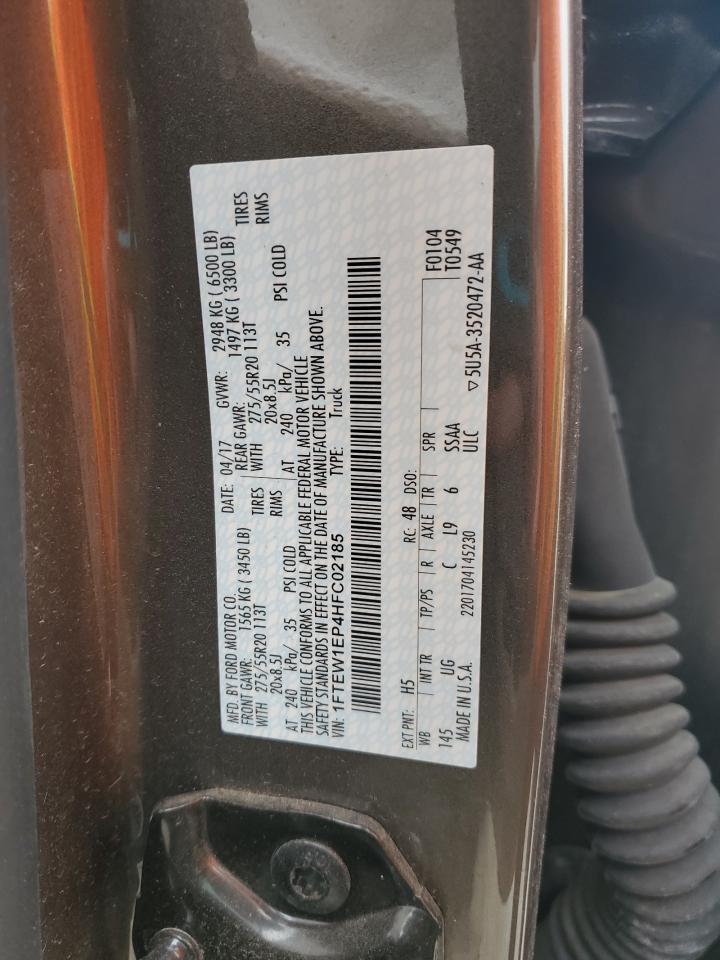 MFD. BY FORD MOTOR CO. DATE: 04/17 GVWR: 2948 KG ( 6500 LB)
FRONT GAWR: 1565 KG ( 3450 LB) REAR GAWR: 1497 KG ( 3300 LB)
WITH 275/55R20 113T TIRES WITH 275/55R20 113T TIRES
20x8.5J RIMS 20x8.5J RIMS
AT 240 kPa/ 35 PSI COLD AT 240 kPa/ 35 PSI COLD
THIS VEHICLE CONFORMS TO ALL APPLICABLE FEDERAL MOTOR VEHICLE
SAFETY STANDARDS IN EFFECT ON THE DATE OF MANUFACTURE SHOWN ABOVE.
VIN: 1FTEW1EP4HFC02185 TYPE: Truck
EXT PNT: H5 RC: 48 DSO: F0104
WB INT TR TP/PS R AXLE TR SPR T0549
145 UG C L9 6 SSAA
MADE IN U.S.A. 2201704145230 ULC ▽5U5A-3520472-AA